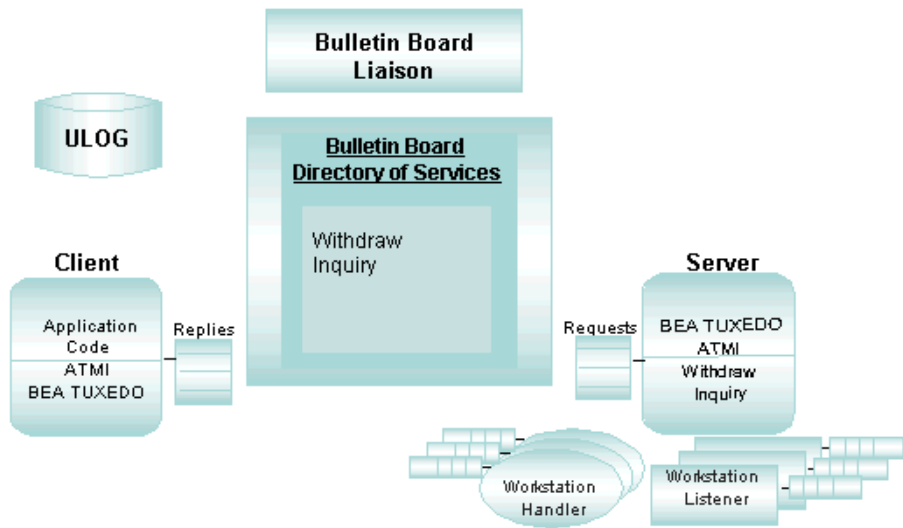 Bulletin Board
Liaison
ULOG
Bulletin Board
Directory of Services
Withdraw
Inquiry
Client
Application
Code
ATMI
BEA TUXEDO
Replies
Server
Requests
BEA TUXEDO
ATMI
Withdraw
Inquiry
Workstation
Handler
Workstation
Listener